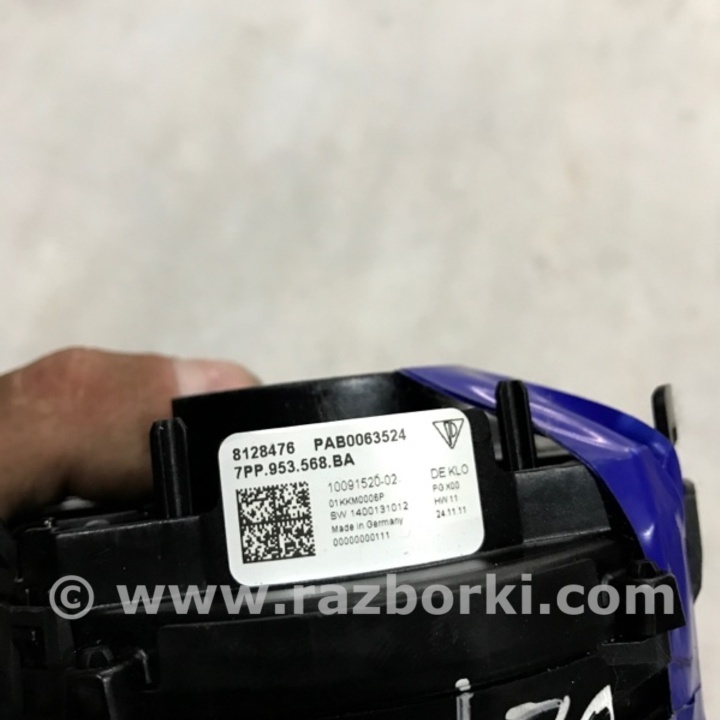 8128476 PAB0063524
7PP.953.568.BA
10091520-02
DE KLO
01KKM0006P
PG X00
SW 1400131012
HW 11
Made in Germany
24.11.11
00000000111
© www.razborki.com